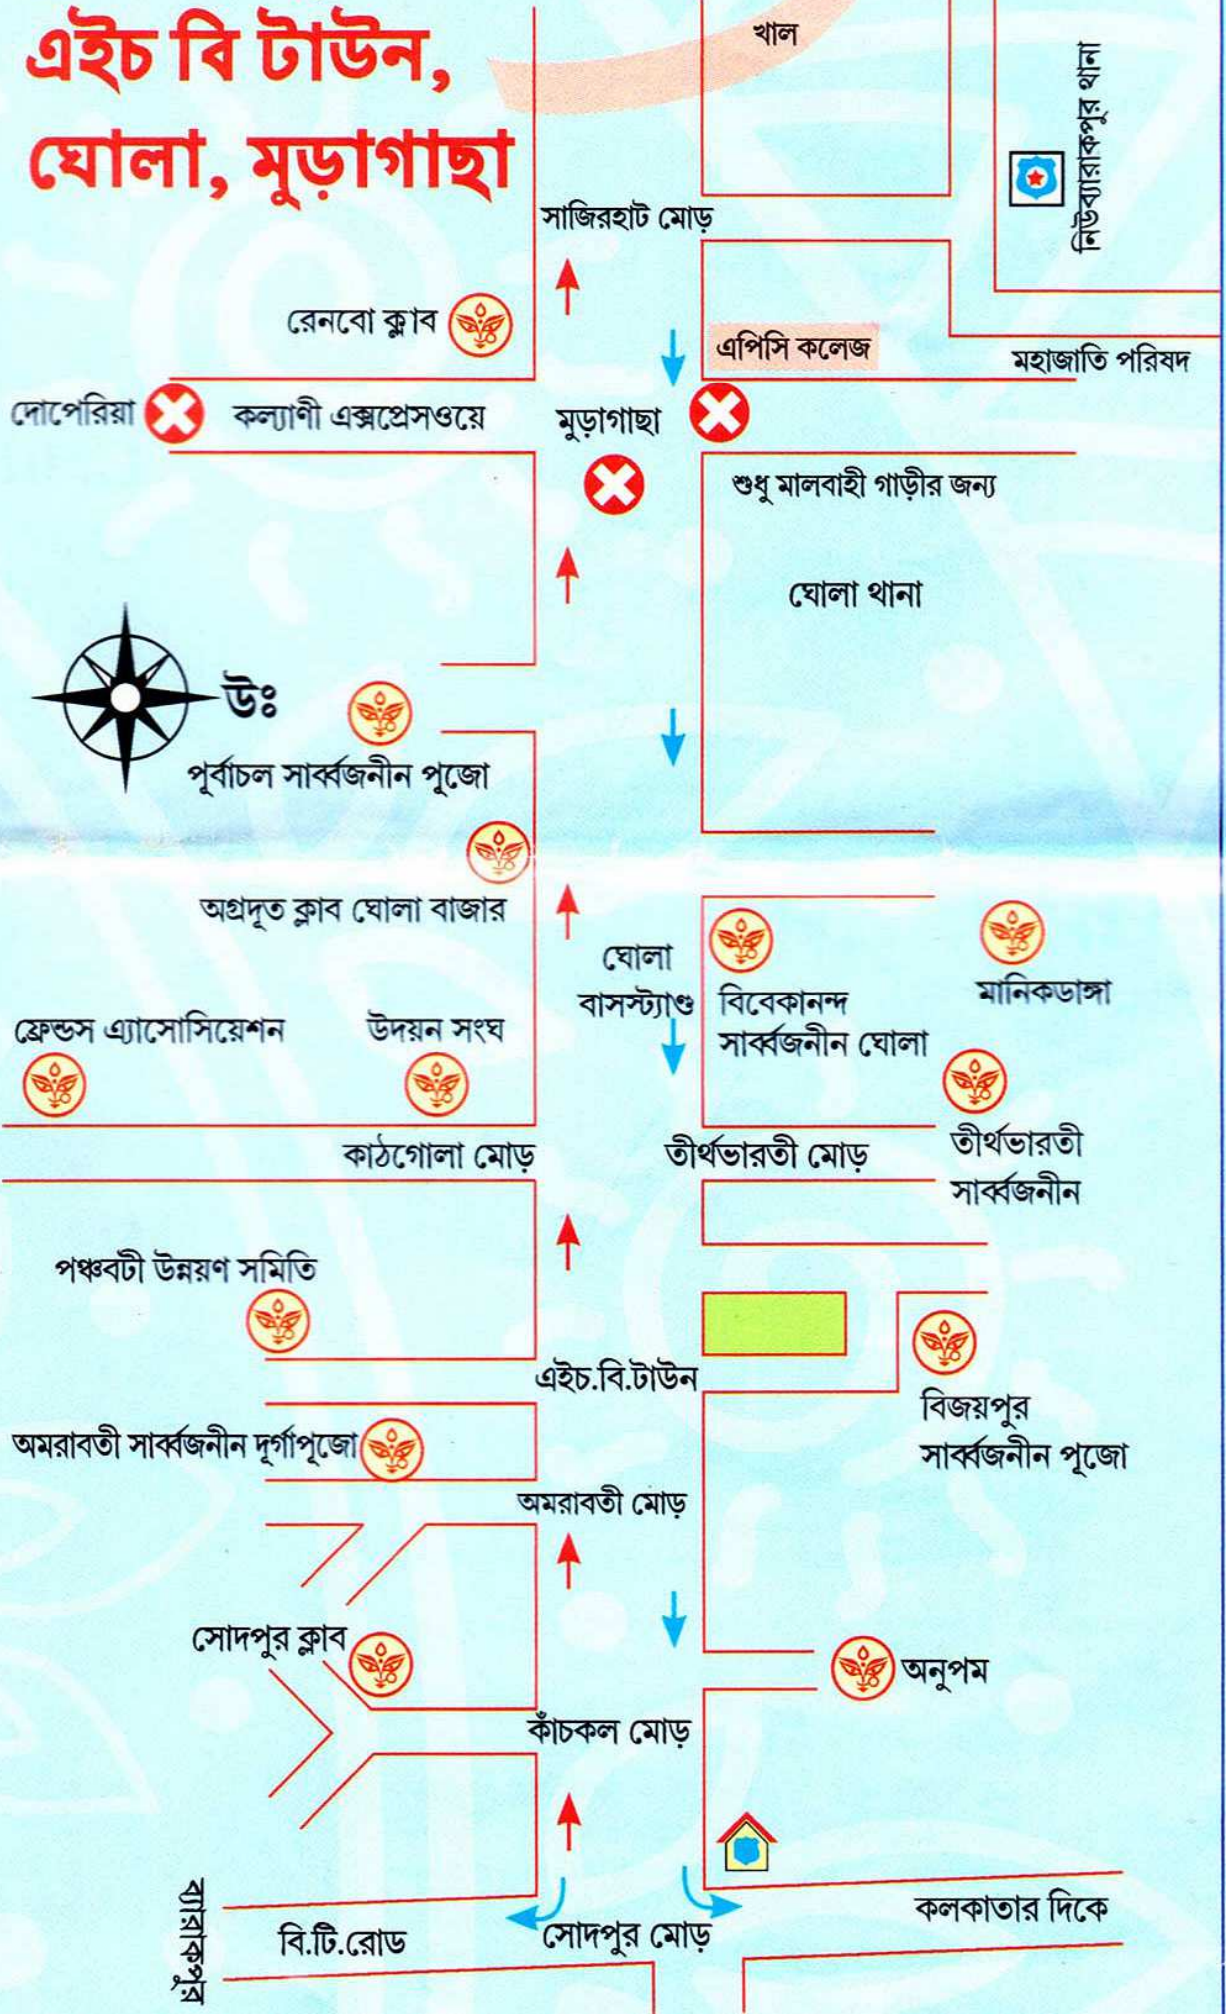 এইচ বি টাউন,
ঘোলা, মুড়াগাছা
খাল
নিউব্যারাকপুর থানা
সাজিরহাট মোড়
রেনবো ক্লাব
এপিসি কলেজ
মহাজাতি পরিষদ
দোপেরিয়া
কল্যাণী এক্সপ্রেসওয়ে
মুড়াগাছা
শুধু মালবাহী গাড়ীর জন্য
ঘোলা থানা
উঃ
পূর্বাচল সার্ব্বজনীন পূজো
অগ্রদূত ক্লাব ঘোলা বাজার
ঘোলা
বাসস্ট্যাণ্ড
বিবেকানন্দ
সার্ব্বজনীন ঘোলা
মানিকডাঙ্গা
ফ্রেন্ডস এ্যাসোসিয়েশন
উদয়ন সংঘ
কাঠগোলা মোড়
তীর্থভারতী মোড়
তীর্থভারতী
সার্ব্বজনীন
পঞ্চবটী উন্নয়ণ সমিতি
এইচ.বি.টাউন
বিজয়পুর
সার্ব্বজনীন পূজো
অমরাবতী সার্ব্বজনীন দূর্গাপূজো
অমরাবতী মোড়
সোদপুর ক্লাব
অনুপম
কাঁচকল মোড়
ব্যারাকপুর
বি.টি.রোড
সোদপুর মোড়
কলকাতার দিকে